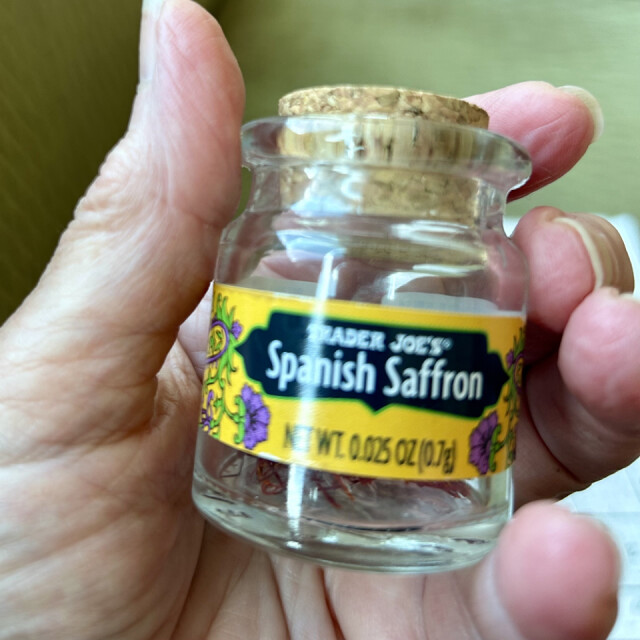 TRADER JOE'S®
Spanish Saffron
NET WT. 0.025 OZ (0.7g)